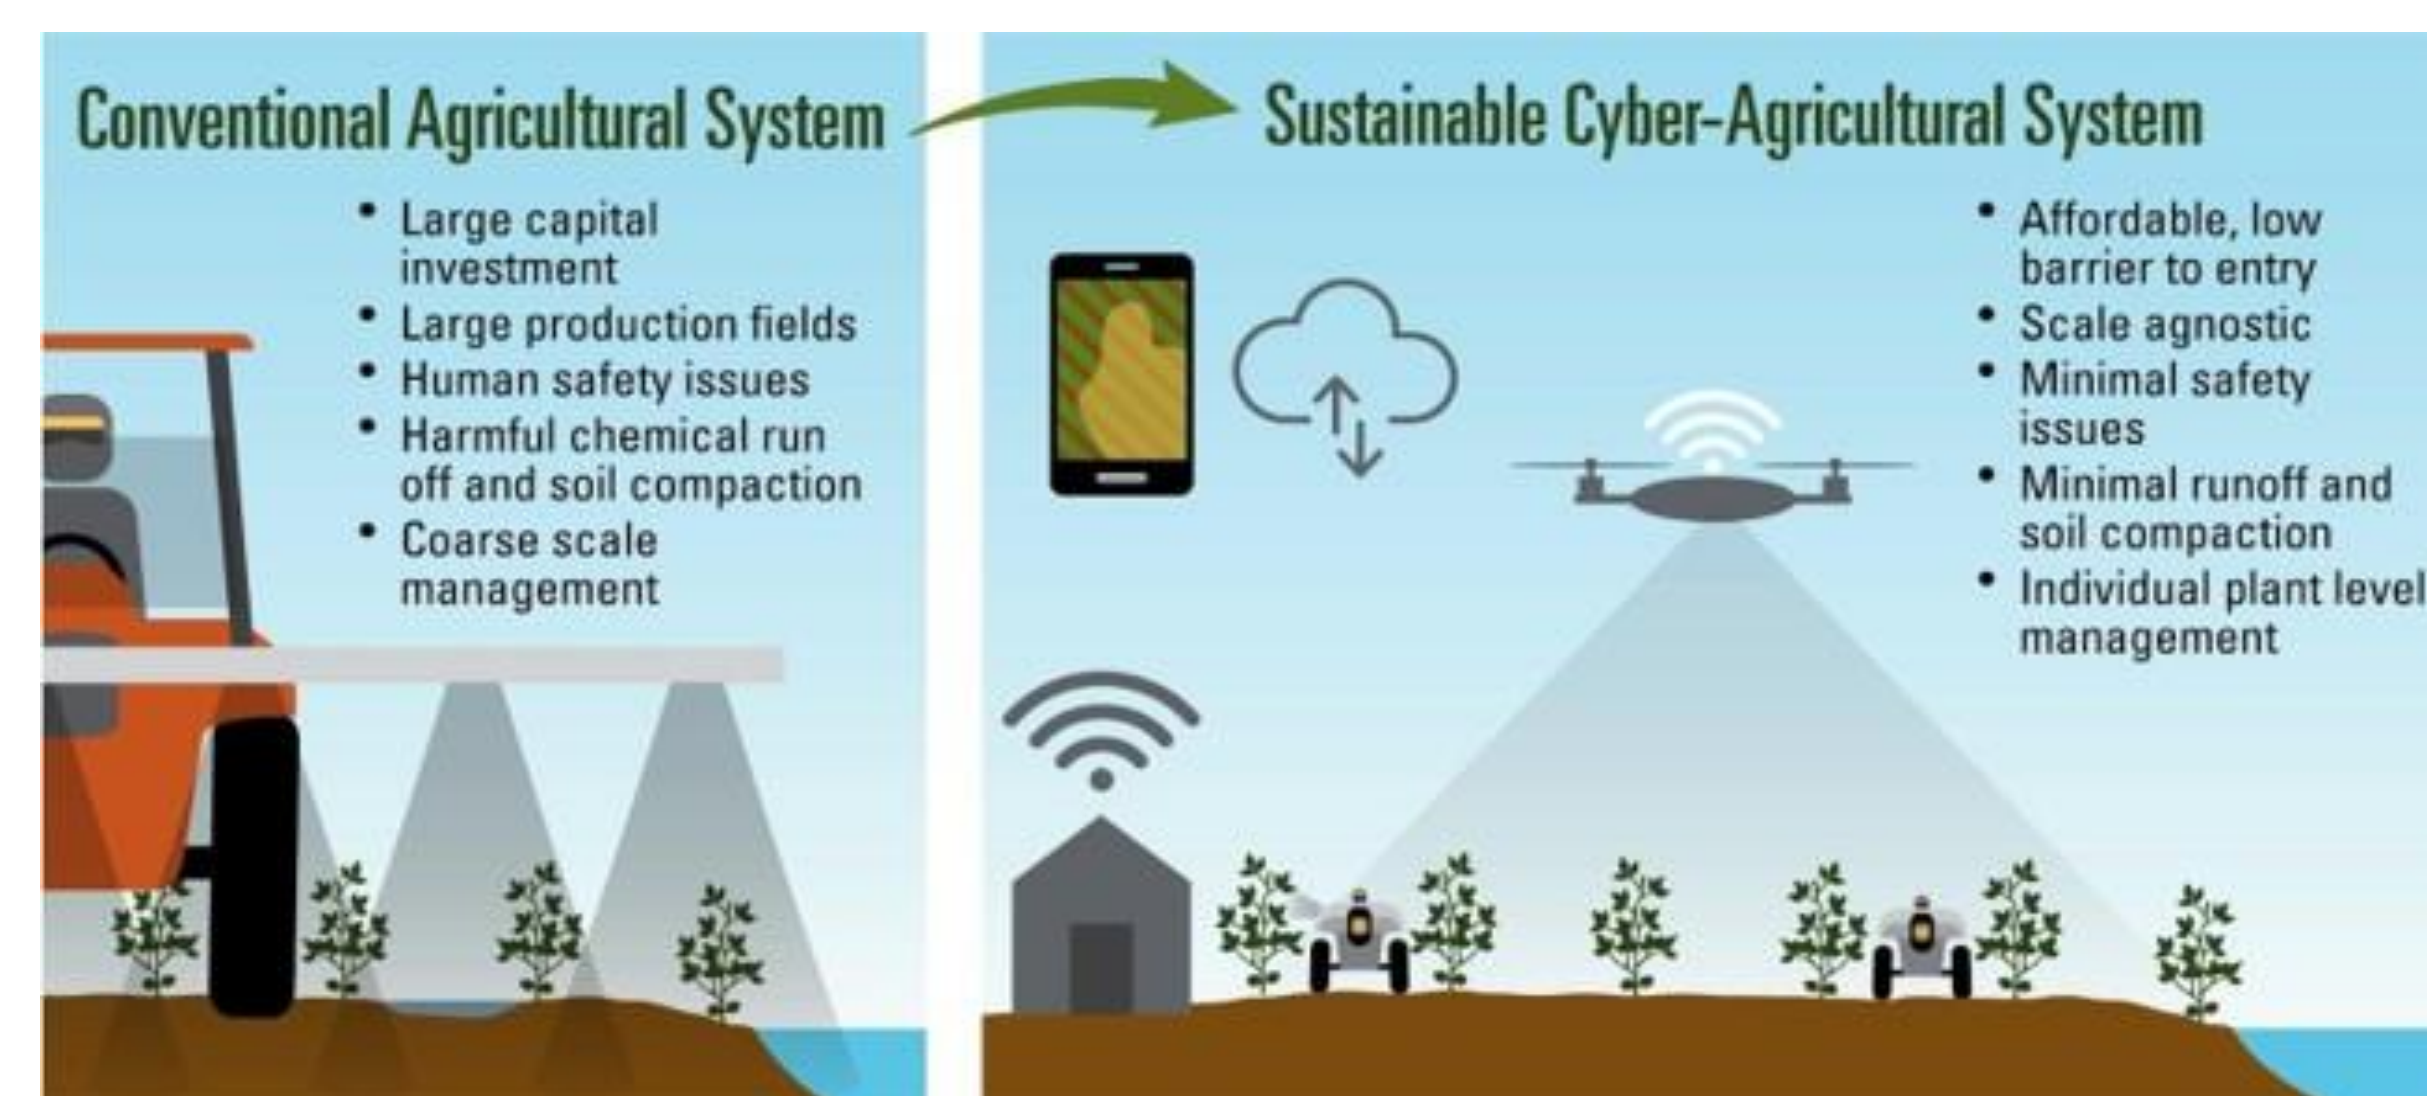 Conventional Agricultural System
• Large capital
investment
• Large production fields
• Human safety issues
• Harmful chemical run
off and soil compaction
• Coarse scale
management
Sustainable Cyber-Agricultural System
• Affordable, low
barrier to entry
• Scale agnostic
• Minimal safety
issues
• Minimal runoff and
soil compaction
• Individual plant level
management